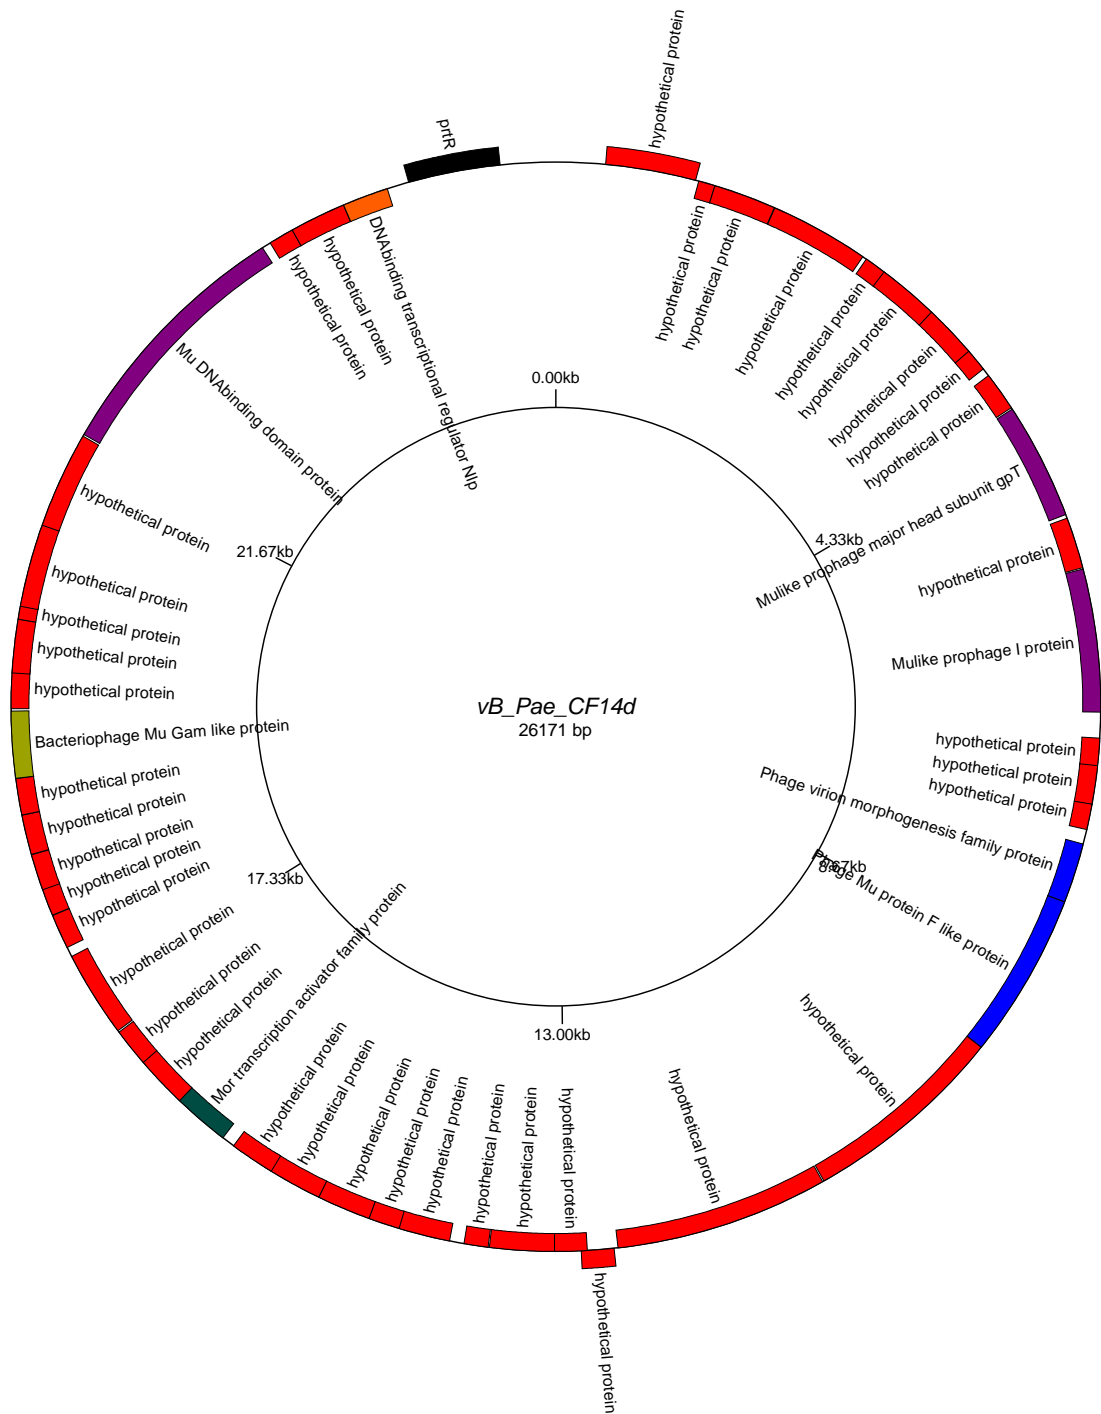 hypothetical protein
hypothetical protein
hypothetical protein
hypothetical protein
hypothetical protein
hypothetical protein
hypothetical protein
hypothetical protein
hypothetical protein
Mulike prophage major head subunit gpT
hypothetical protein
Mulike prophage I protein
hypothetical protein
hypothetical protein
hypothetical protein
Phage virion morphogenesis family protein
Phage Mu protein F like protein
hypothetical protein
hypothetical protein
hypothetical protein
hypothetical protein
hypothetical protein
hypothetical protein
hypothetical protein
hypothetical protein
hypothetical protein
hypothetical protein
hypothetical protein
Mor transcription activator family protein
hypothetical protein
hypothetical protein
hypothetical protein
hypothetical protein
hypothetical protein
hypothetical protein
hypothetical protein
hypothetical protein
Bacteriophage Mu Gam like protein
hypothetical protein
hypothetical protein
hypothetical protein
hypothetical protein
hypothetical protein
Mu DNAbinding domain protein
hypothetical protein
hypothetical protein
DNAbinding transcriptional regulator Nlp
prtR
0.00kb
4.33kb
8.67kb
13.00kb
17.33kb
21.67kb
vB_Pae_CF14d
26171 bp